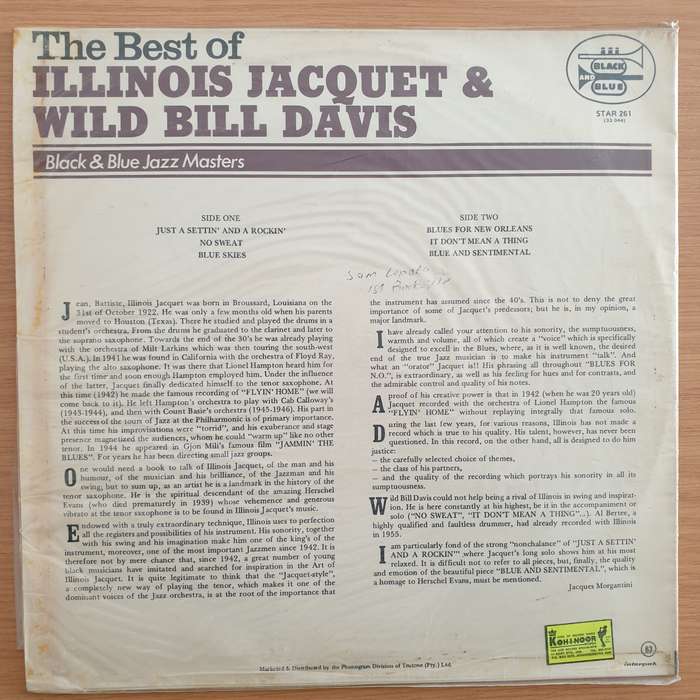 The Best of
ILLINOIS JACQUET &
WILD BILL DAVIS
Black & Blue Jazz Masters
BLACK
AND
BLUE
STAR 261
(33 044)
SIDE ONE
JUST A SETTIN' AND A ROCKIN'
NO SWEAT
BLUE SKIES
SIDE TWO
BLUES FOR NEW ORLEANS
IT DON'T MEAN A THING
BLUE AND SENTIMENTAL
Sam
1st
Jean, Battiste, Illinois Jacquet was born in Broussard, Louisiana on the
31st of October 1922. He was only a few months old when his parents
moved to Houston (Texas). There he studied and played the drums in a
student's orchestra. From the drums he graduated to the clarinet and later to
the soprano saxophone. Towards the end of the 30's he was already playing
with the orchestra of Milt Larkins which was then touring the south-west
(U.S.A.). In 1941 he was found in California with the orchestra of Floyd Ray,
playing the alto saxophone. It was there that Lionel Hampton heard him for
the first time and soon enough Hampton employed him. Under the influence
of the latter, Jacquet finally dedicated himself to the tenor saxophone. At
this time (1942) he made the famous recording of "FLYIN' HOME" (we will
come back to it). He left Hampton's orchestra to play with Cab Calloway's
(1943-1944), and then with Count Basie's orchestra (1945-1946). His part in
the success of the tours of Jazz at the Philharmonic is of primary importance.
At this time his improvisations were "torrid", and his exuberance and stage
presence magnetized the audiences, whom he could "warm up" like no other
tenor. In 1944 he appeared in Gjon Mili's famous film "JAMMIN' THE
BLUES". For years he has been directing small jazz groups.
One would need a book to talk of Illinois Jacquet, of the man and his
humour, of the musician and his brilliance, of the Jazzman and his
swing, but to sum up, as an artist he is a landmark in the history of the
tenor saxophone. He is the spiritual descendant of the amazing Herschel
Evans (who died prematurely in 1939) whose vehemence and generous
vibrato at the tenor saxophone is to be found in Illinois Jacquet's music.
Endowed with a truly extraordinary technique, Illinois uses to perfection
all the registers and possibilities of his instrument. His sonority, together
with his swing and his imagination make him one of the king's of the
instrument, moreover, one of the most important Jazzmen since 1942. It is
therefore not by mere chance that, since 1942, a great number of young
black musicians have imitated and searched for inspiration in the Art of
Illinois Jacquet. It is quite legitimate to think that the "Jacquet-style",
a completely new way of playing the tenor, which makes it one of the
dominant voices of the Jazz orchestra, is at the root of the importance that
the instrument has assumed since the 40's. This is not to deny the great
importance of some of Jacquet's predessors; but he is, in my opinion, a
major landmark.
I have already called your attention to his sonority, the sumptuousness,
warmth and volume, all of which create a "voice" which is specifically
designed to excell in the Blues, where, as it is well known, the desired
end of the true Jazz musician is to make his instrument "talk". And
what an "orator" Jacquet is!! His phrasing all throughout "BLUES FOR
N.O.", is extraordinary, as well as his feeling for hues and for contrasts, and
the admirable control and quality of his notes.
A proof of his creative power is that in 1942 (when he was 20 years old)
Jacquet recorded with the orchestra of Lionel Hampton the famous
"FLYIN' HOME" without replaying integrally that famous solo.
During the last few years, for various reasons, Illinois has not made a
record which is true to his quality. His talent, however, has never been
questioned. In this record, on the other hand, all is designed to do him
justice:
- the carefully selected choice of themes,
- the class of his partners,
- and the quality of the recording which portrays his sonority in all its
sumptuousness.
Wild Bill Davis could not help being a rival of Illinois in swing and inspirat-
ion. He is here constantly at his highest, be it in the accompaniment or
solo ("NO SWEAT", "IT DON'T MEAN A THING"...). Al Bertee, a
highly qualified and faultless drummer, had already recorded with Illinois
in 1955.
I am particularly fond of the strong "nonchalance" of "JUST A SETTIN'
AND A ROCKIN'" where Jacquet's long solo shows him at his most
relaxed. It is difficult not to refer to all pieces, but, finally, the quality
and emotion of the beautiful piece "BLUE AND SENTIMENTAL", which is
a homage to Herschel Evans, must be mentioned.
Jacques Morgantini
KOHINOOR
Marketed & Distributed by the Phonogram Division of Trutone (Pty.) Ltd.
interpak